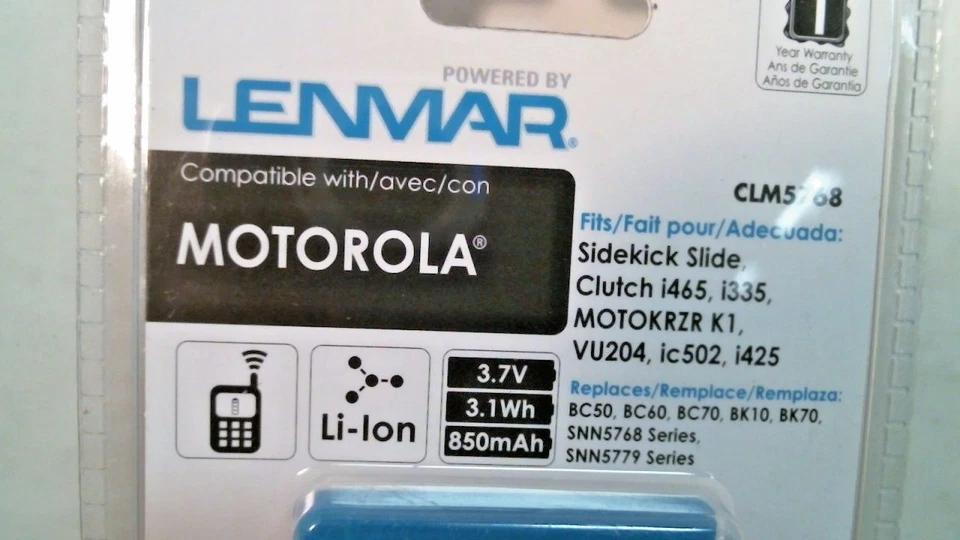 1
Year Warranty
Ans de Garantie
Años de Garantía
POWERED BY
LENMAR®
Compatible with/avec/con
MOTOROLA®
CLM5768
Fits/Fait pour/Adecuada:
Sidekick Slide,
Clutch i465, i335,
MOTOKRZR K1,
VU204, ic502, i425
Replaces/Remplace/Remplaza:
BC50, BC60, BC70, BK10, BK70,
SNN5768 Series,
SNN5779 Series
Li-Ion
3.7V
3.1Wh
850mAh